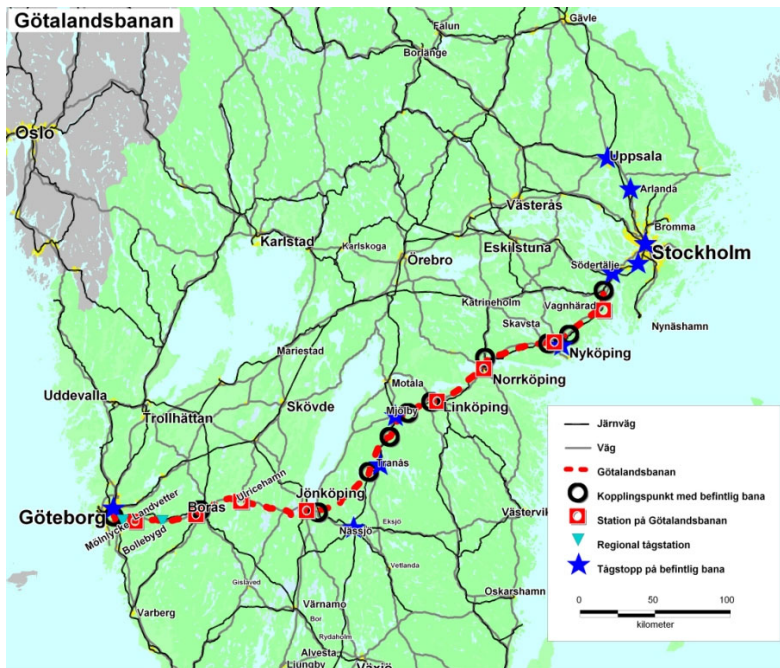 Götalandsbanan
Gävle
Falun
Borlänge
Oslo
Uppsala
Arlanda
Västerås
Bromma
Karlstad
Karlskoga
Eskilstuna
Stockholm
Örebro
Södertälje
Katrineholm
Vagnhärad
Nynäshamn
Skavsta
Mariestad
Nyköping
Norrköping
Motala
Uddevalla
Skövde
Trollhättan
Mjölby
Linköping
Tranås
Ulricehamn
Jönköping
Landvetter
Göteborg
Borås
Mölnlycke
Bollebygd
Nässjö
Eksjö
Västervik
Vetlanda
Gislaved
Oskarshamn
Värnamo
Varberg
Bor
Rydaholm
Alvesta
Ljungby
Växjö
Järnväg
Väg
Götalandsbanan
Kopplingspunkt med befintlig bana
Station på Götalandsbanan
Regional tågstation
Tågstopp på befintlig bana
0 50 100
kilometer